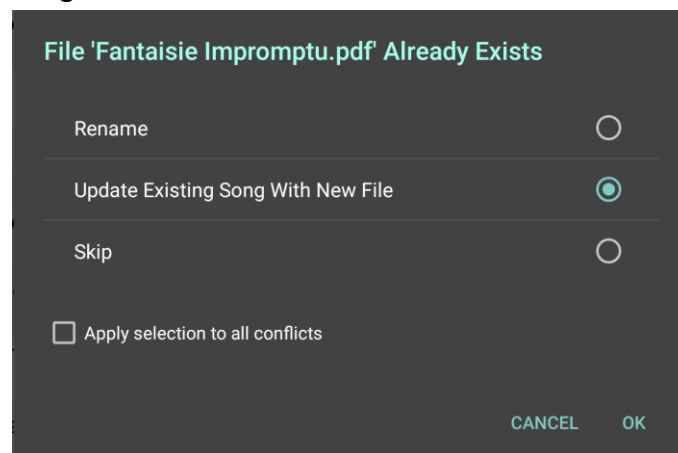 File 'Fantaisie Impromptu.pdf' Already Exists
Rename
Update Existing Song With New File
Skip
Apply selection to all conflicts
CANCEL OK